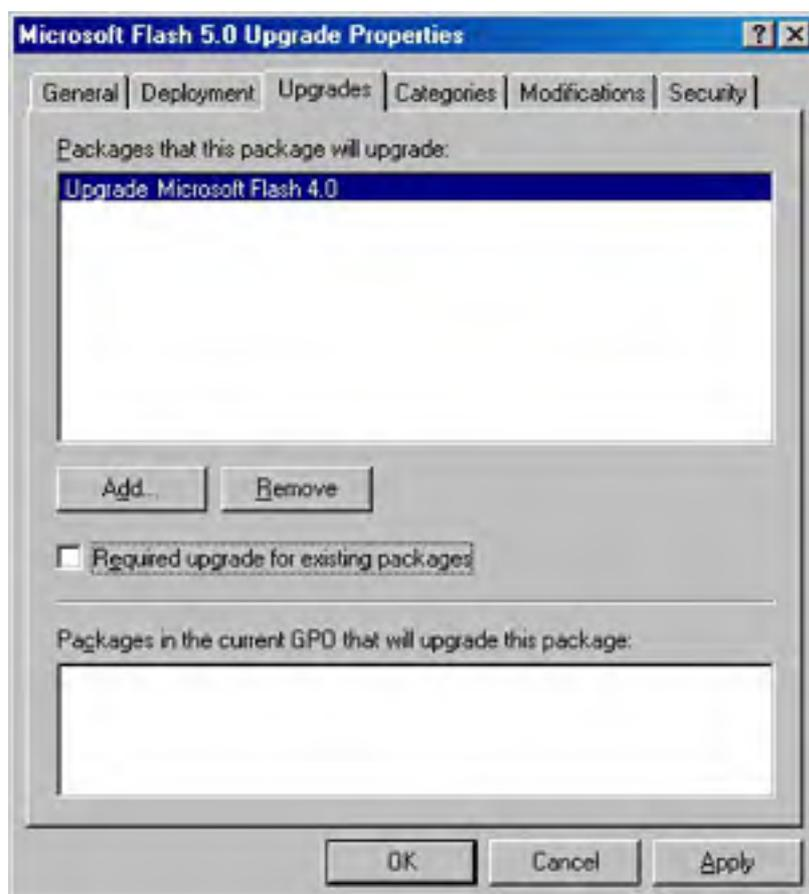 Microsoft Flash 5.0 Upgrade Properties ? X
General Deployment Upgrades Categories Modifications Security
Packages that this package will upgrade:
Upgrade Microsoft Flash 4.0
Add... Remove
Required upgrade for existing packages
Packages in the current GPO that will upgrade this package:
OK Cancel Apply